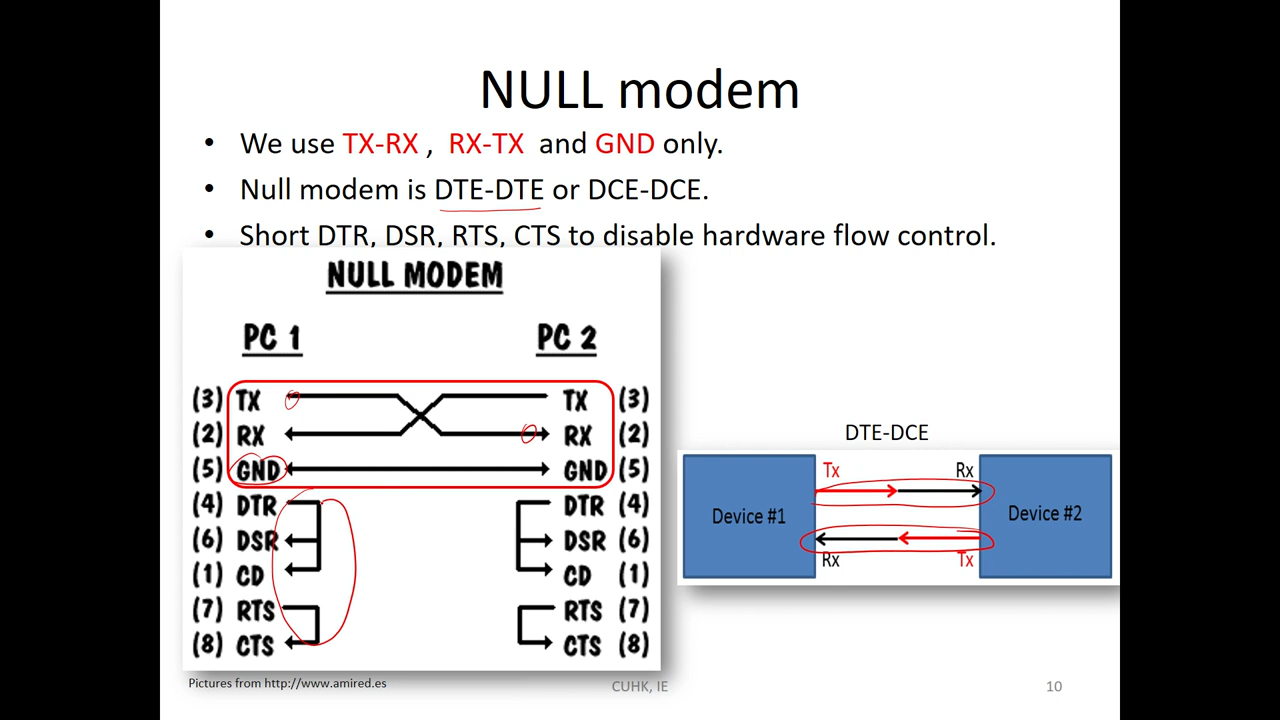 NULL modem
• We use TX-RX , RX-TX and GND only.
• Null modem is DTE-DTE or DCE-DCE.
• Short DTR, DSR, RTS, CTS to disable hardware flow control.
NULL MODEM
PC 1 PC 2
(3) TX TX (3)
(2) RX RX (2)
(5) GND GND (5)
(4) DTR DTR (4)
(6) DSR DSR (6)
(1) CD CD (1)
(7) RTS RTS (7)
(8) CTS CTS (8)
DTE-DCE
Tx Rx
Device #1 Device #2
Rx Tx
Pictures from http://www.amired.es
CUHK, IE
10